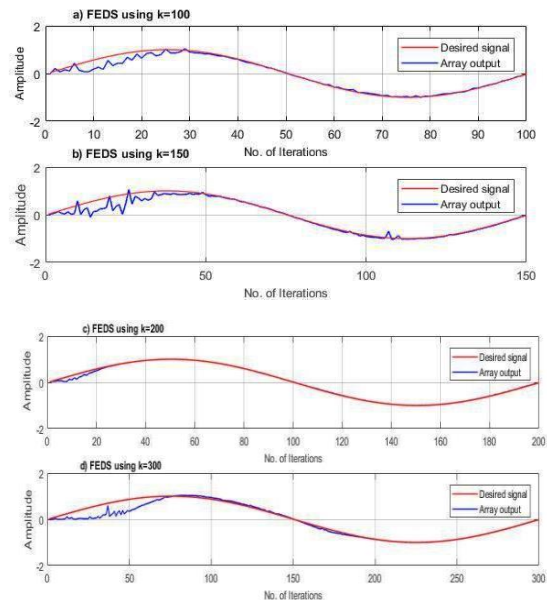 a) FEDS using k=100
2
0
-2
Amplitude
Desired signal
Array output
0 10 20 30 40 50 60 70 80 90 100
No. of Iterations
b) FEDS using k=150
2
0
-2
Amplitude
Desired signal
Array output
50 100 150
No. of Iterations
c) FEDS using k=200
2
0
-2
Amplitude
Desired signal
Array output
0 20 40 60 80 100 120 140 160 180 200
No. of Iterations
d) FEDS using k=300
2
0
-2
Amplitude
Desired signal
Array output
0 50 100 150 200 250 300
No. of Iterations